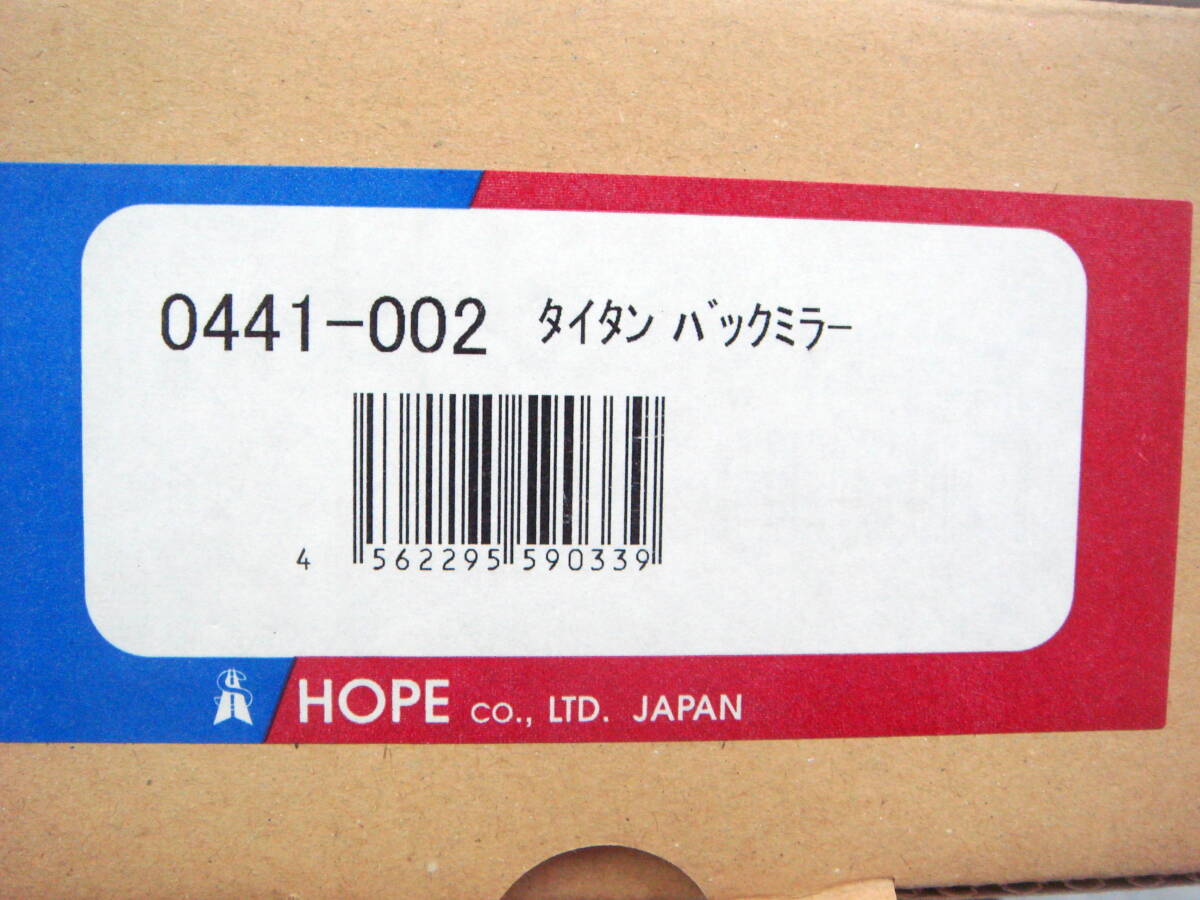 0441-002 ﾀｲﾀﾝ ﾊﾞｯｸﾐﾗｰ
4 562295 590339
HOPE CO., LTD. JAPAN